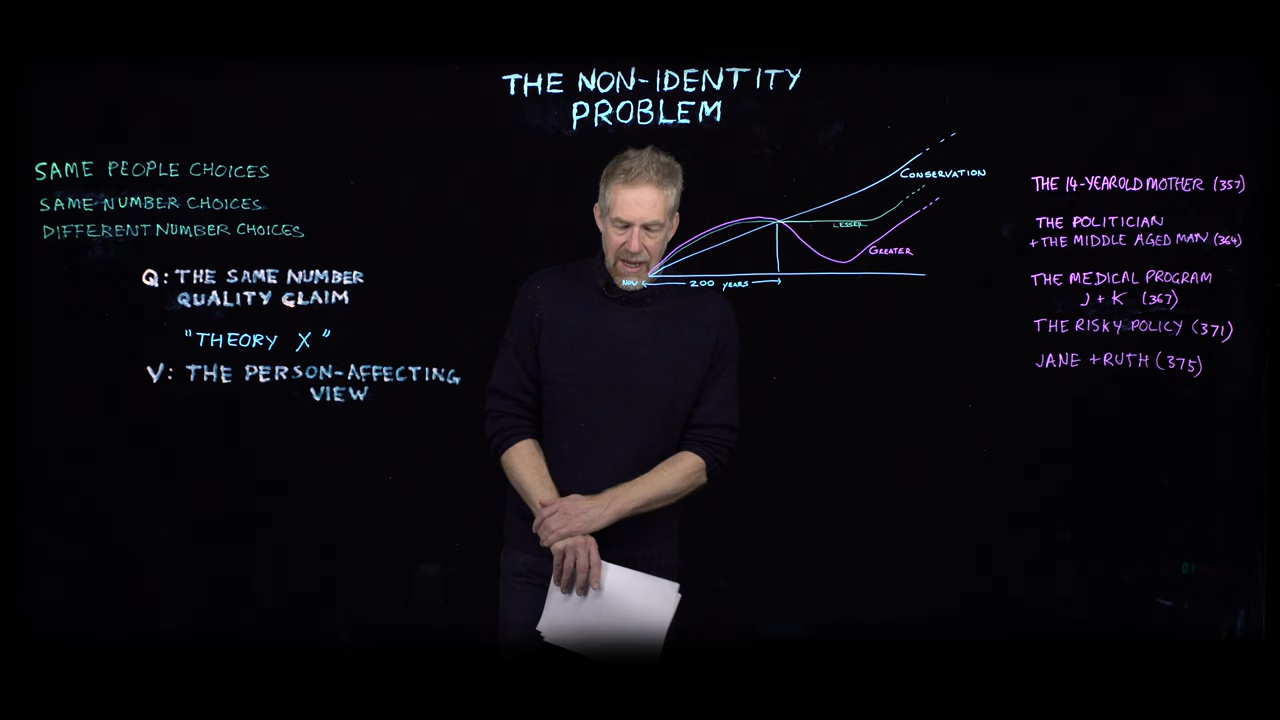 THE NON-IDENTITY
PROBLEM
SAME PEOPLE CHOICES
SAME NUMBER CHOICES
DIFFERENT NUMBER CHOICES
Q: THE SAME NUMBER
QUALITY CLAIM
"THEORY X"
V: THE PERSON-AFFECTING
VIEW
CONSERVATION
LESSER
GREATER
NOW
200 YEARS
THE 14-YEAROLD MOTHER (357)
THE POLITICIAN
+ THE MIDDLE AGED MAN (364)
THE MEDICAL PROGRAM
J + K (367)
THE RISKY POLICY (371)
JANE + RUTH (375)